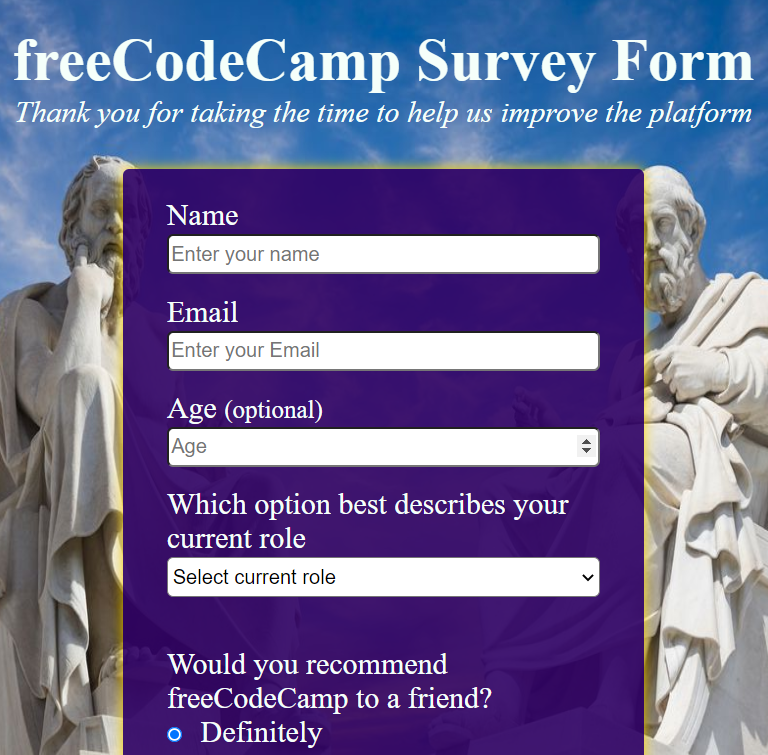 freeCodeCamp Survey Form
Thank you for taking the time to help us improve the platform
Name
Enter your name
Email
Enter your Email
Age (optional)
Age
Which option best describes your
current role
Select current role
Would you recommend
freeCodeCamp to a friend?
Definitely